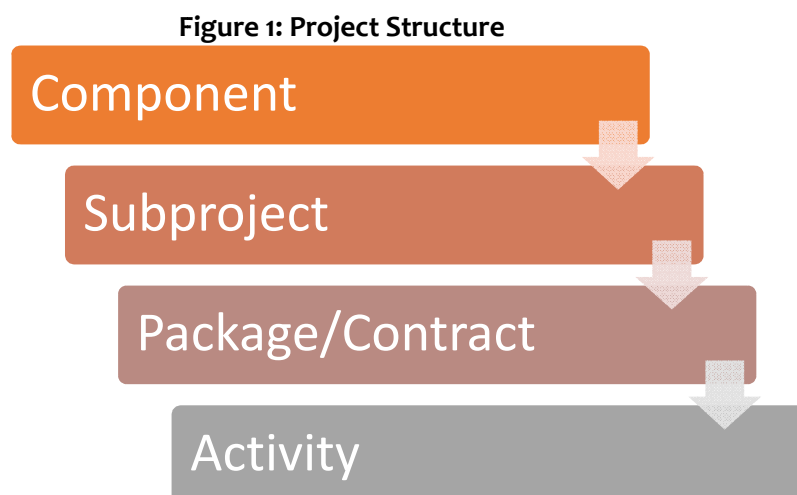 Figure 1: Project Structure
Component
Subproject
Package/Contract
Activity